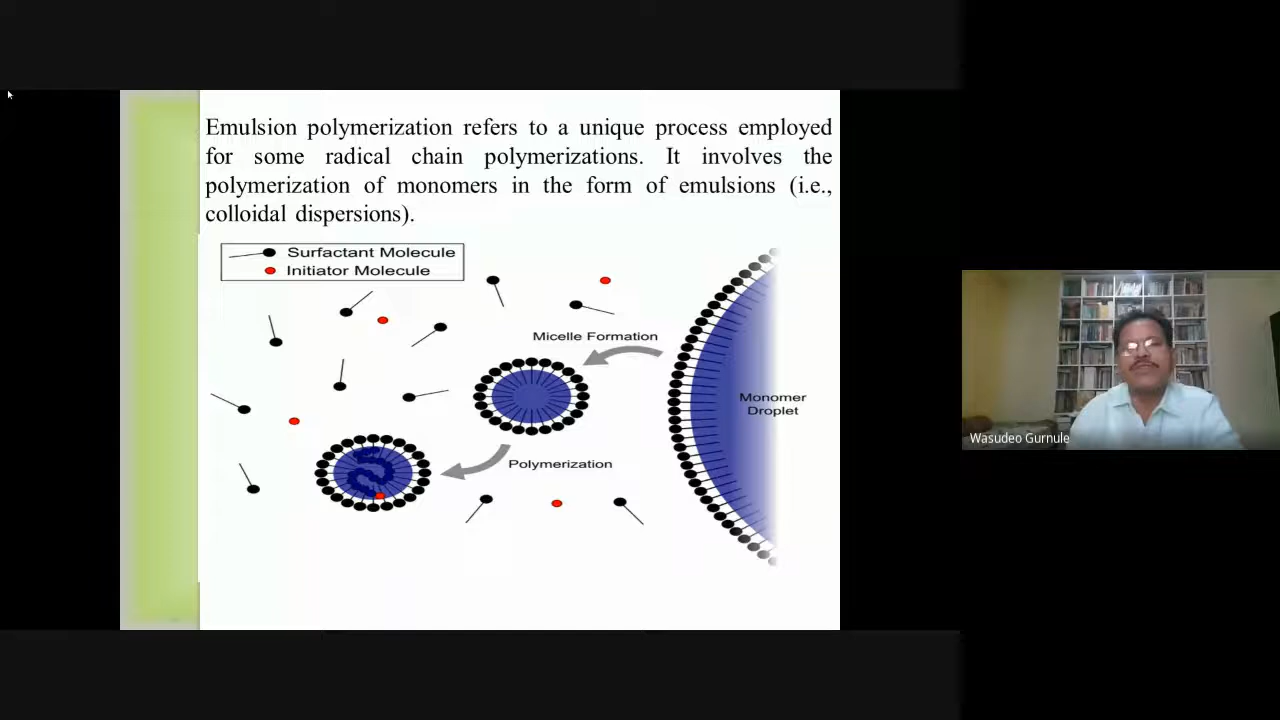 Emulsion polymerization refers to a unique process employed
for some radical chain polymerizations. It involves the
polymerization of monomers in the form of emulsions (i.e.,
colloidal dispersions).
Surfactant Molecule
Initiator Molecule
Micelle Formation
Monomer
Droplet
Polymerization
Wasudeo Gurnule